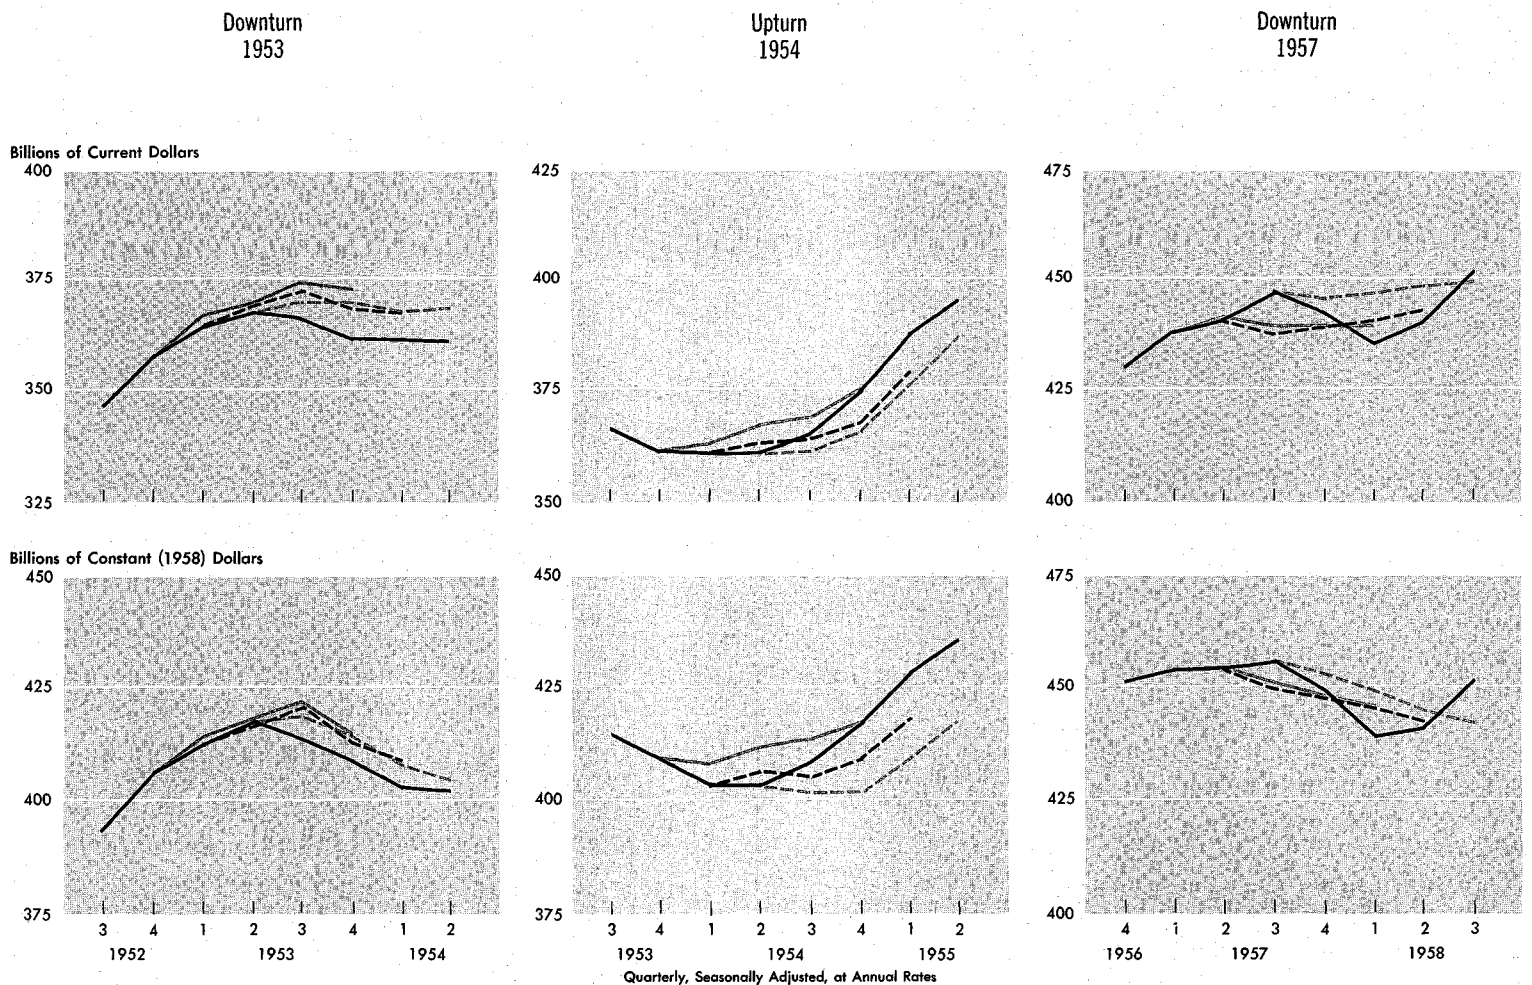 Downturn
1953
Upturn
1954
Downturn
1957
Billions of Current Dollars
400
375
350
325
425
400
375
350
475
450
425
400
Billions of Constant (1958) Dollars
450
425
400
375
450
425
400
375
475
450
425
400
3 4 1 2 3 4 1 2
1952 1953 1954
3 4 1 2 3 4 1 2
1953 1954 1955
4 1 2 3 4 1 2 3
1956 1957 1958
Quarterly, Seasonally Adjusted, at Annual Rates